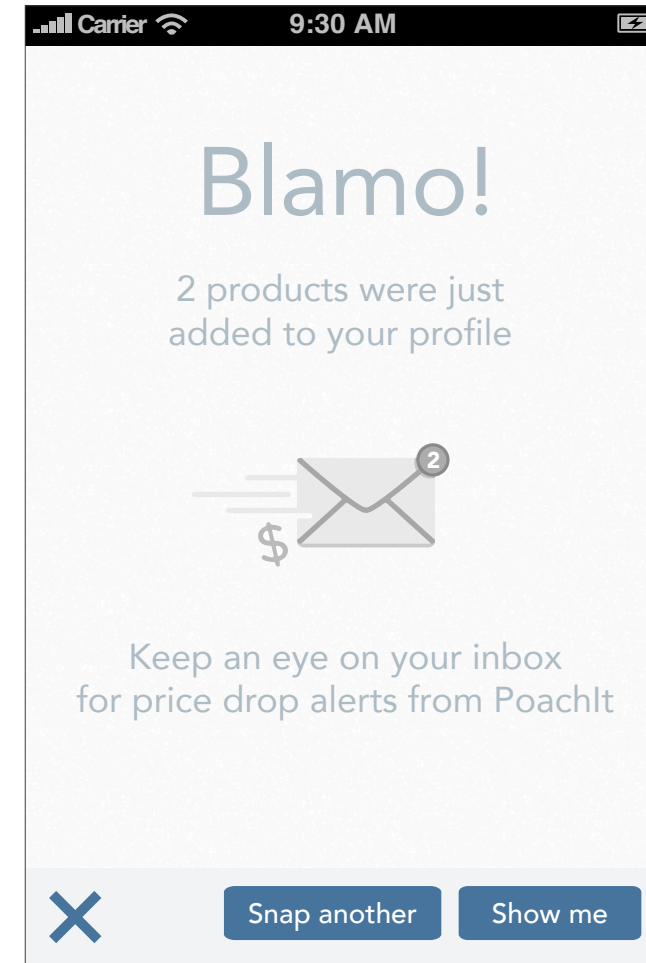 Carrier 9:30 AM
Blamo!
2 products were just
added to your profile
2
$
Keep an eye on your inbox
for price drop alerts from PoachIt
Snap another Show me